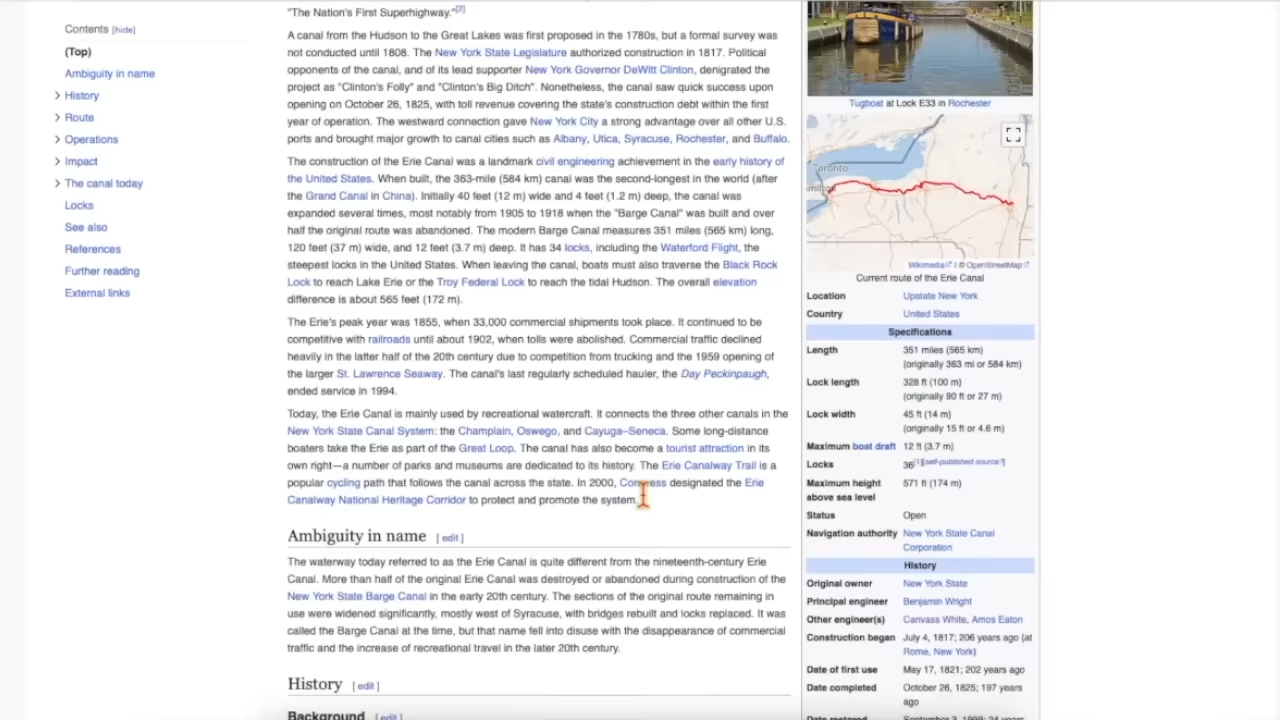 Contents [hide]
(Top)
Ambiguity in name
History
Route
Operations
Impact
The canal today
Locks
See also
References
Further reading
External links
"The Nation's First Superhighway."[2]
A canal from the Hudson to the Great Lakes was first proposed in the 1780s, but a formal survey was
not conducted until 1808. The New York State Legislature authorized construction in 1817. Political
opponents of the canal, and of its lead supporter New York Governor DeWitt Clinton, denigrated the
project as "Clinton's Folly" and "Clinton's Big Ditch". Nonetheless, the canal saw quick success upon
opening on October 26, 1825, with toll revenue covering the state's construction debt within the first
year of operation. The westward connection gave New York City a strong advantage over all other U.S.
ports and brought major growth to canal cities such as Albany, Utica, Syracuse, Rochester, and Buffalo.
The construction of the Erie Canal was a landmark civil engineering achievement in the early history of
the United States. When built, the 363-mile (584 km) canal was the second-longest in the world (after
the Grand Canal in China). Initially 40 feet (12 m) wide and 4 feet (1.2 m) deep, the canal was
expanded several times, most notably from 1905 to 1918 when the "Barge Canal" was built and over
half the original route was abandoned. The modern Barge Canal measures 351 miles (565 km) long,
120 feet (37 m) wide, and 12 feet (3.7 m) deep. It has 34 locks, including the Waterford Flight, the
steepest locks in the United States. When leaving the canal, boats must also traverse the Black Rock
Lock to reach Lake Erie or the Troy Federal Lock to reach the tidal Hudson. The overall elevation
difference is about 565 feet (172 m).
The Erie's peak year was 1855, when 33,000 commercial shipments took place. It continued to be
competitive with railroads until about 1902, when tolls were abolished. Commercial traffic declined
heavily in the latter half of the 20th century due to competition from trucking and the 1959 opening of
the larger St. Lawrence Seaway. The canal's last regularly scheduled hauler, the Day Peckinpaugh,
ended service in 1994.
Today, the Erie Canal is mainly used by recreational watercraft. It connects the three other canals in the
New York State Canal System: the Champlain, Oswego, and Cayuga–Seneca. Some long-distance
boaters take the Erie as part of the Great Loop. The canal has also become a tourist attraction in its
own right—a number of parks and museums are dedicated to its history. The Erie Canalway Trail is a
popular cycling path that follows the canal across the state. In 2000, Congress designated the Erie
Canalway National Heritage Corridor to protect and promote the system.
Ambiguity in name [ edit ]
The waterway today referred to as the Erie Canal is quite different from the nineteenth-century Erie
Canal. More than half of the original Erie Canal was destroyed or abandoned during construction of the
New York State Barge Canal in the early 20th century. The sections of the original route remaining in
use were widened significantly, mostly west of Syracuse, with bridges rebuilt and locks replaced. It was
called the Barge Canal at the time, but that name fell into disuse with the disappearance of commercial
traffic and the increase of recreational travel in the later 20th century.
History [ edit ]
Background [ edit ]
Tugboat at Lock E33 in Rochester
Toronto
milton
Wikimedia | © OpenStreetMap
Current route of the Erie Canal
Location Upstate New York
Country United States
Specifications
Length 351 miles (565 km)
(originally 363 mi or 584 km)
Lock length 328 ft (100 m)
(originally 90 ft or 27 m)
Lock width 45 ft (14 m)
(originally 15 ft or 4.6 m)
Maximum boat draft 12 ft (3.7 m)
Locks 36[1][self-published source?]
Maximum height 571 ft (174 m)
above sea level
Status Open
Navigation authority New York State Canal
Corporation
History
Original owner New York State
Principal engineer Benjamin Wright
Other engineer(s) Canvass White, Amos Eaton
Construction began July 4, 1817; 206 years ago (at
Rome, New York)
Date of first use May 17, 1821; 202 years ago
Date completed October 26, 1825; 197 years
ago
Date restored September 3, 1999; 24 years